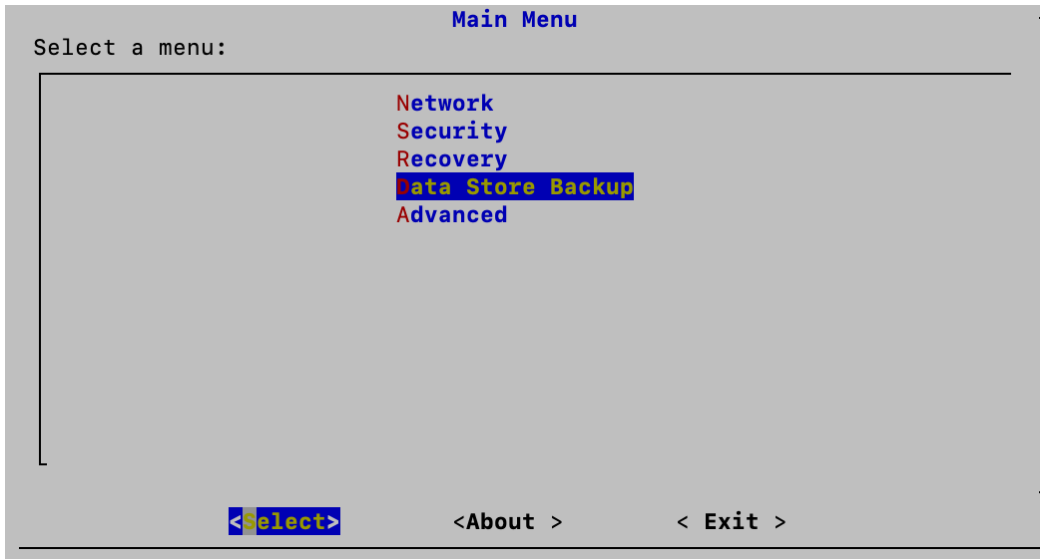 Main Menu
Select a menu:
Network
Security
Recovery
Data Store Backup
Advanced
<Select> <About > < Exit >